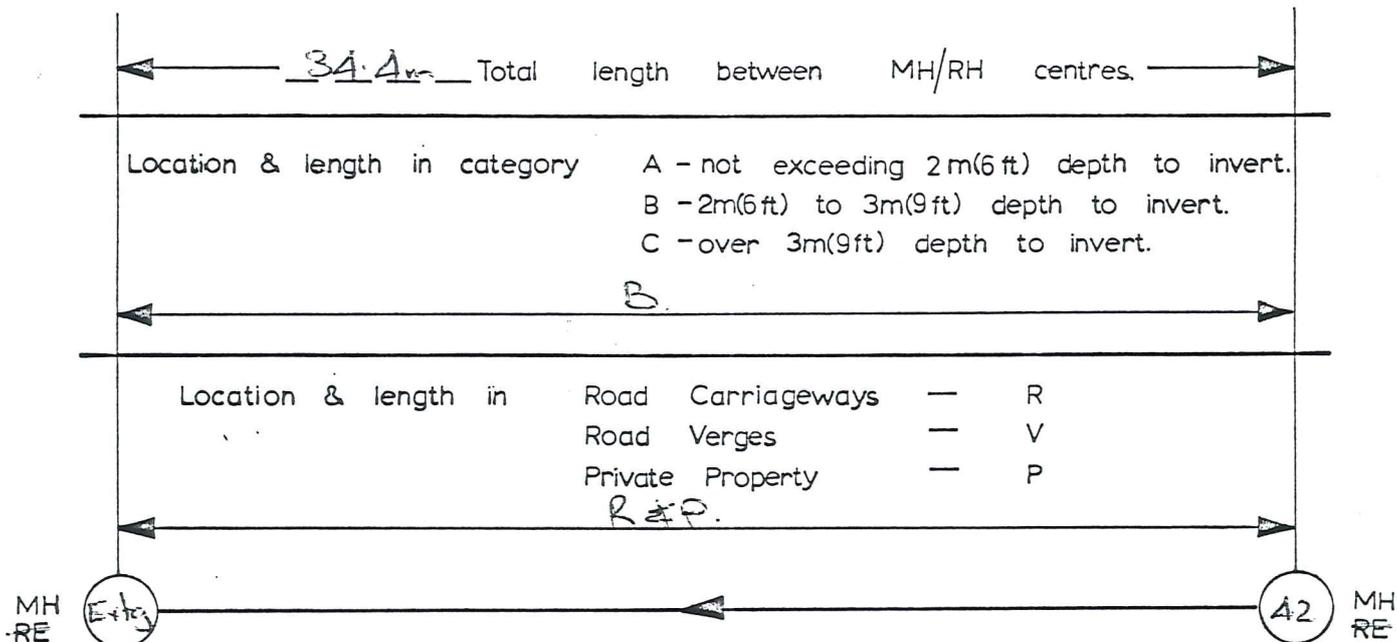 34.4m Total length between MH/RH centres.
Location & length in category A - not exceeding 2m(6ft) depth to invert.
B - 2m(6ft) to 3m(9ft) depth to invert.
C - over 3m(9ft) depth to invert.
B.
Location & length in Road Carriageways — R
Road Verges — V
Private Property — P
R & P.
MH
RE
A2
MH
RE